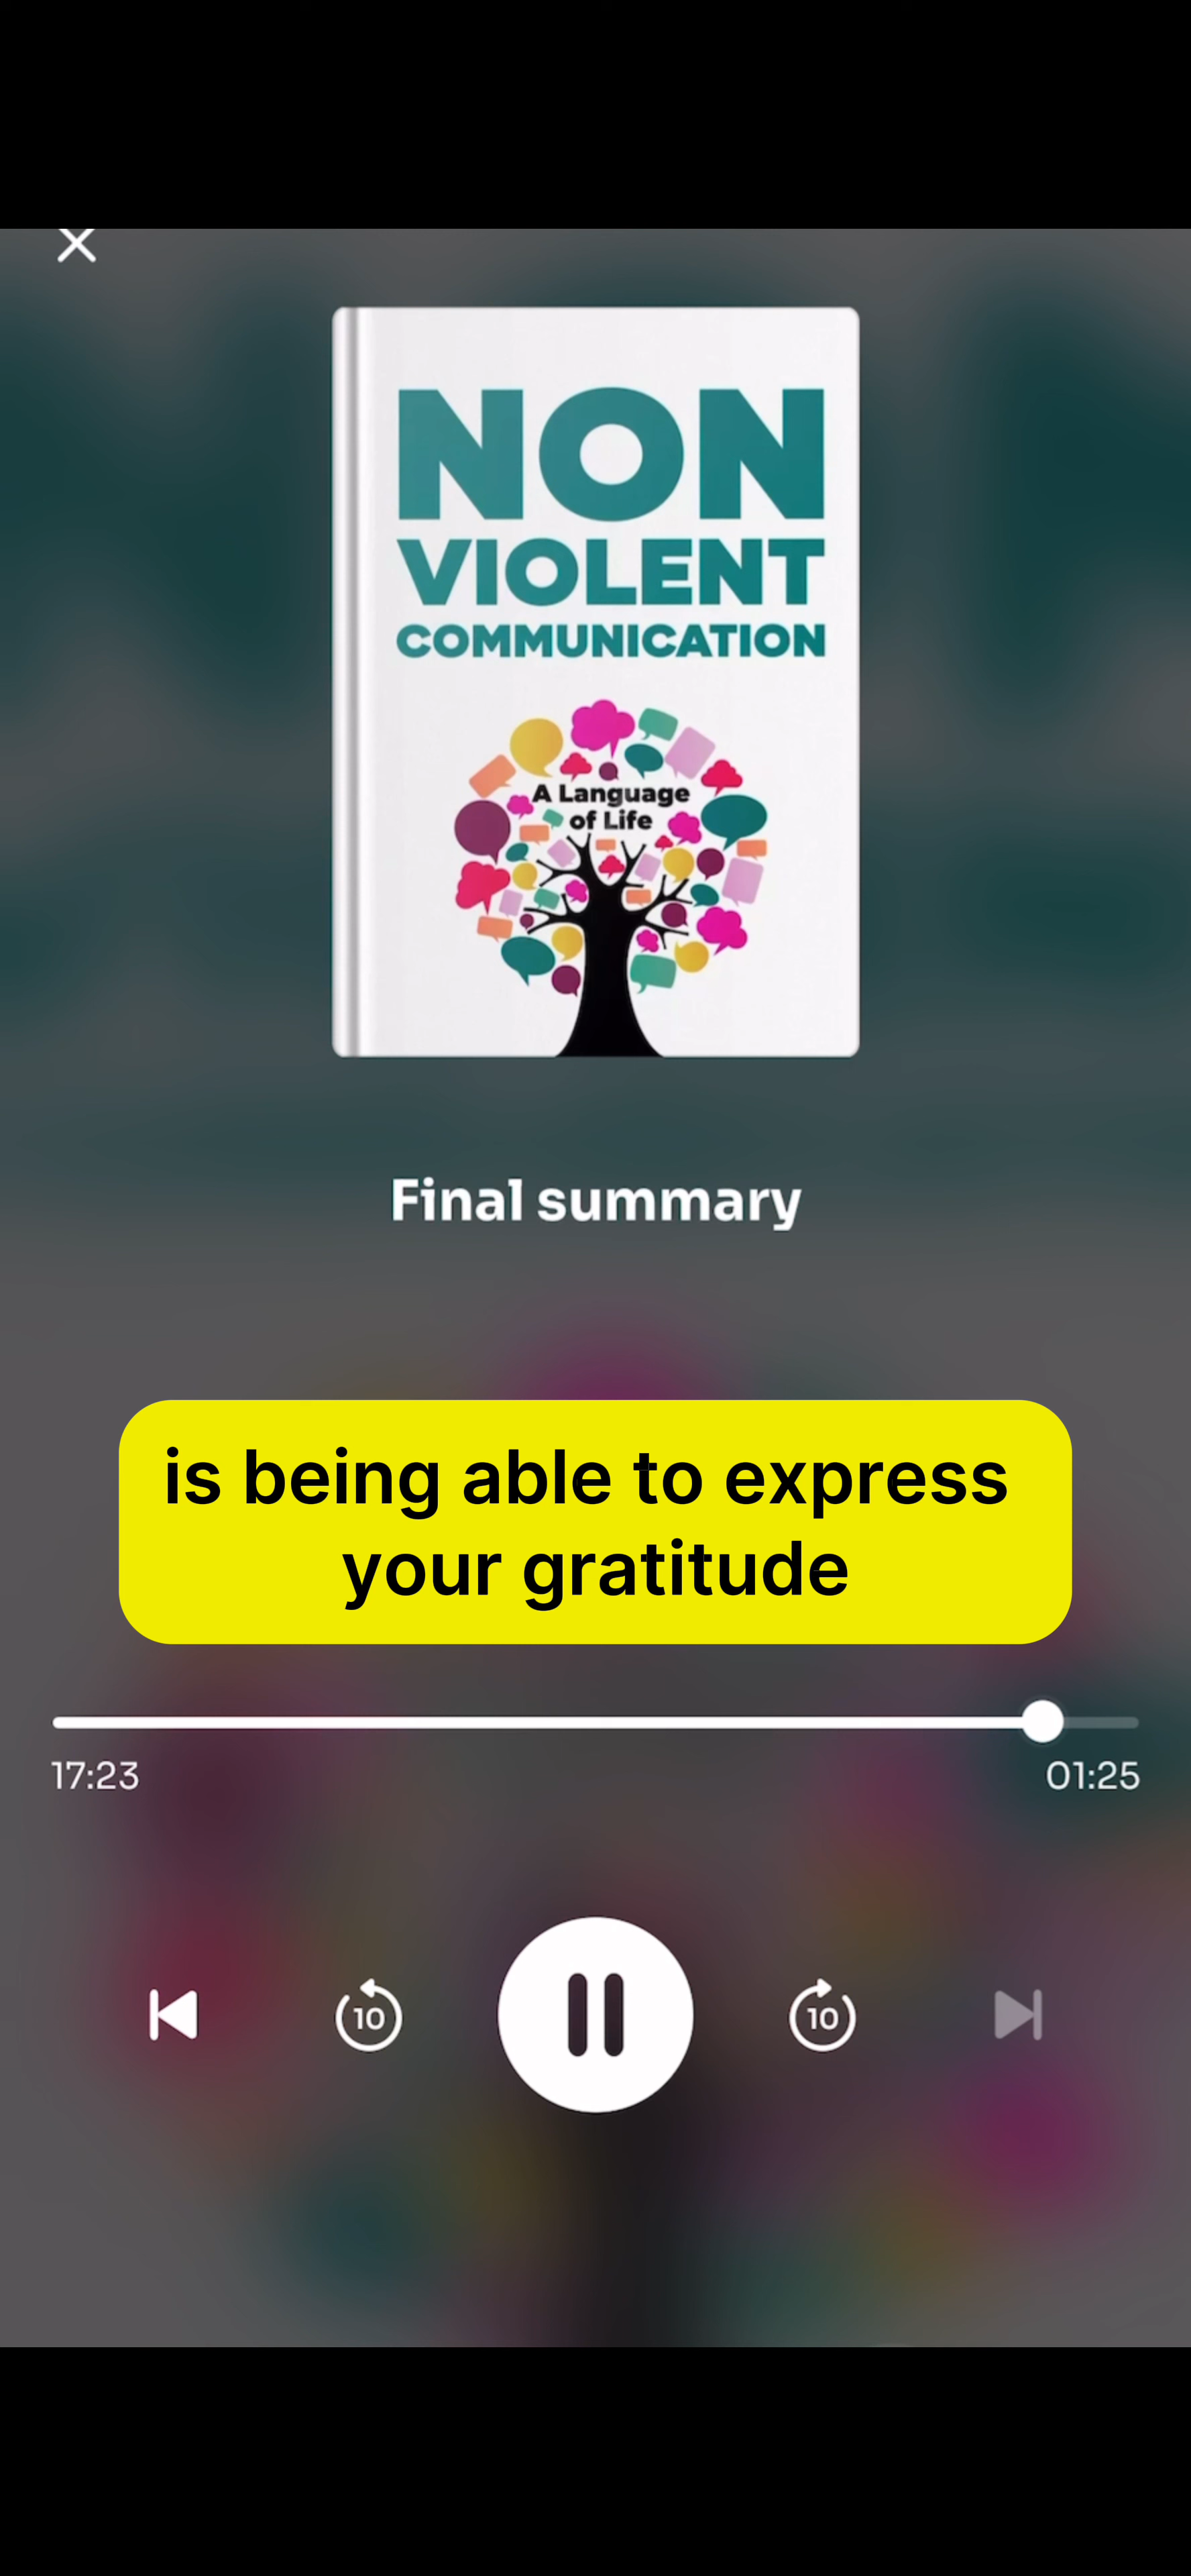 NON
VIOLENT
COMMUNICATION
A Language
of Life
Final summary
is being able to express
your gratitude
17:23
01:25
10
10